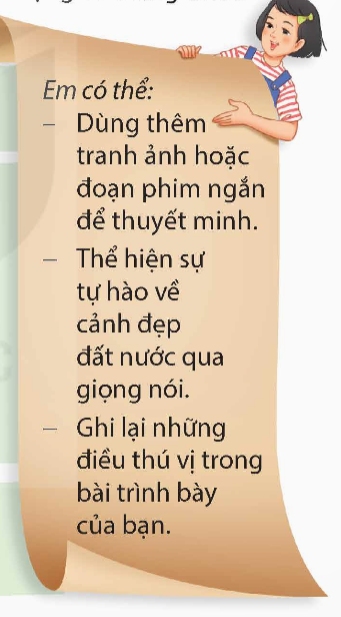 Em có thể:
– Dùng thêm
tranh ảnh hoặc
đoạn phim ngắn
để thuyết minh.
– Thể hiện sự
tự hào về
cảnh đẹp
đất nước qua
giọng nói.
– Ghi lại những
điều thú vị trong
bài trình bày
của bạn.